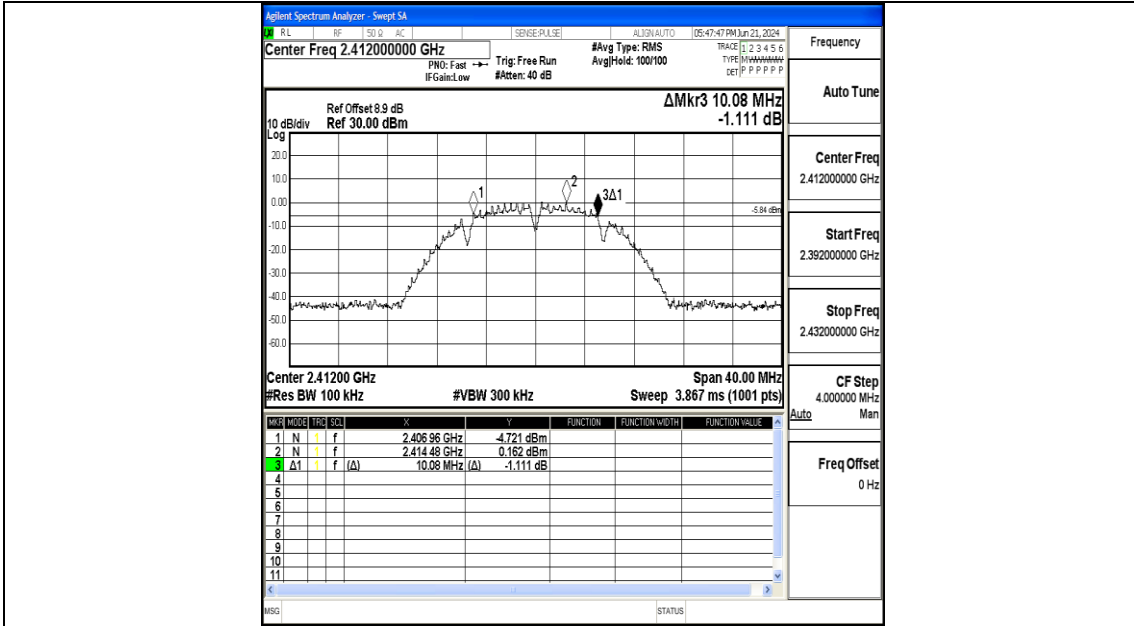 Agilent Spectrum Analyzer - Swept SA
RL RF 50 Ω AC SENSE:PULSE ALIGNAUTO 05:47:47 PM Jun 21, 2024
Center Freq 2.412000000 GHz
PNO: Fast
IFGain:Low
Trig: Free Run
#Atten: 40 dB
#Avg Type: RMS
Avg|Hold: 100/100
TRACE 1 2 3 4 5 6
TYPE MWWWWW
DET P P P P P P
Frequency
Auto Tune
Center Freq
2.412000000 GHz
Start Freq
2.392000000 GHz
Stop Freq
2.432000000 GHz
CF Step
4.000000 MHz
Auto Man
Freq Offset
0 Hz
ΔMkr3 10.08 MHz
-1.111 dB
Ref Offset 8.9 dB
Ref 30.00 dBm
10 dB/div
Log
20.0
10.0
0.00
-10.0
-20.0
-30.0
-40.0
-50.0
-60.0
1
2
3Δ1
-5.84 dBm
Center 2.41200 GHz Span 40.00 MHz
#Res BW 100 kHz #VBW 300 kHz Sweep 3.867 ms (1001 pts)
MKR MODE TRC SCL X Y FUNCTION FUNCTION WIDTH FUNCTION VALUE
1 N 1 f 2.406 96 GHz -4.721 dBm
2 N 1 f 2.414 48 GHz 0.162 dBm
3 Δ1 1 f (Δ) 10.08 MHz (Δ) -1.111 dB
4
5
6
7
8
9
10
11
MSG STATUS